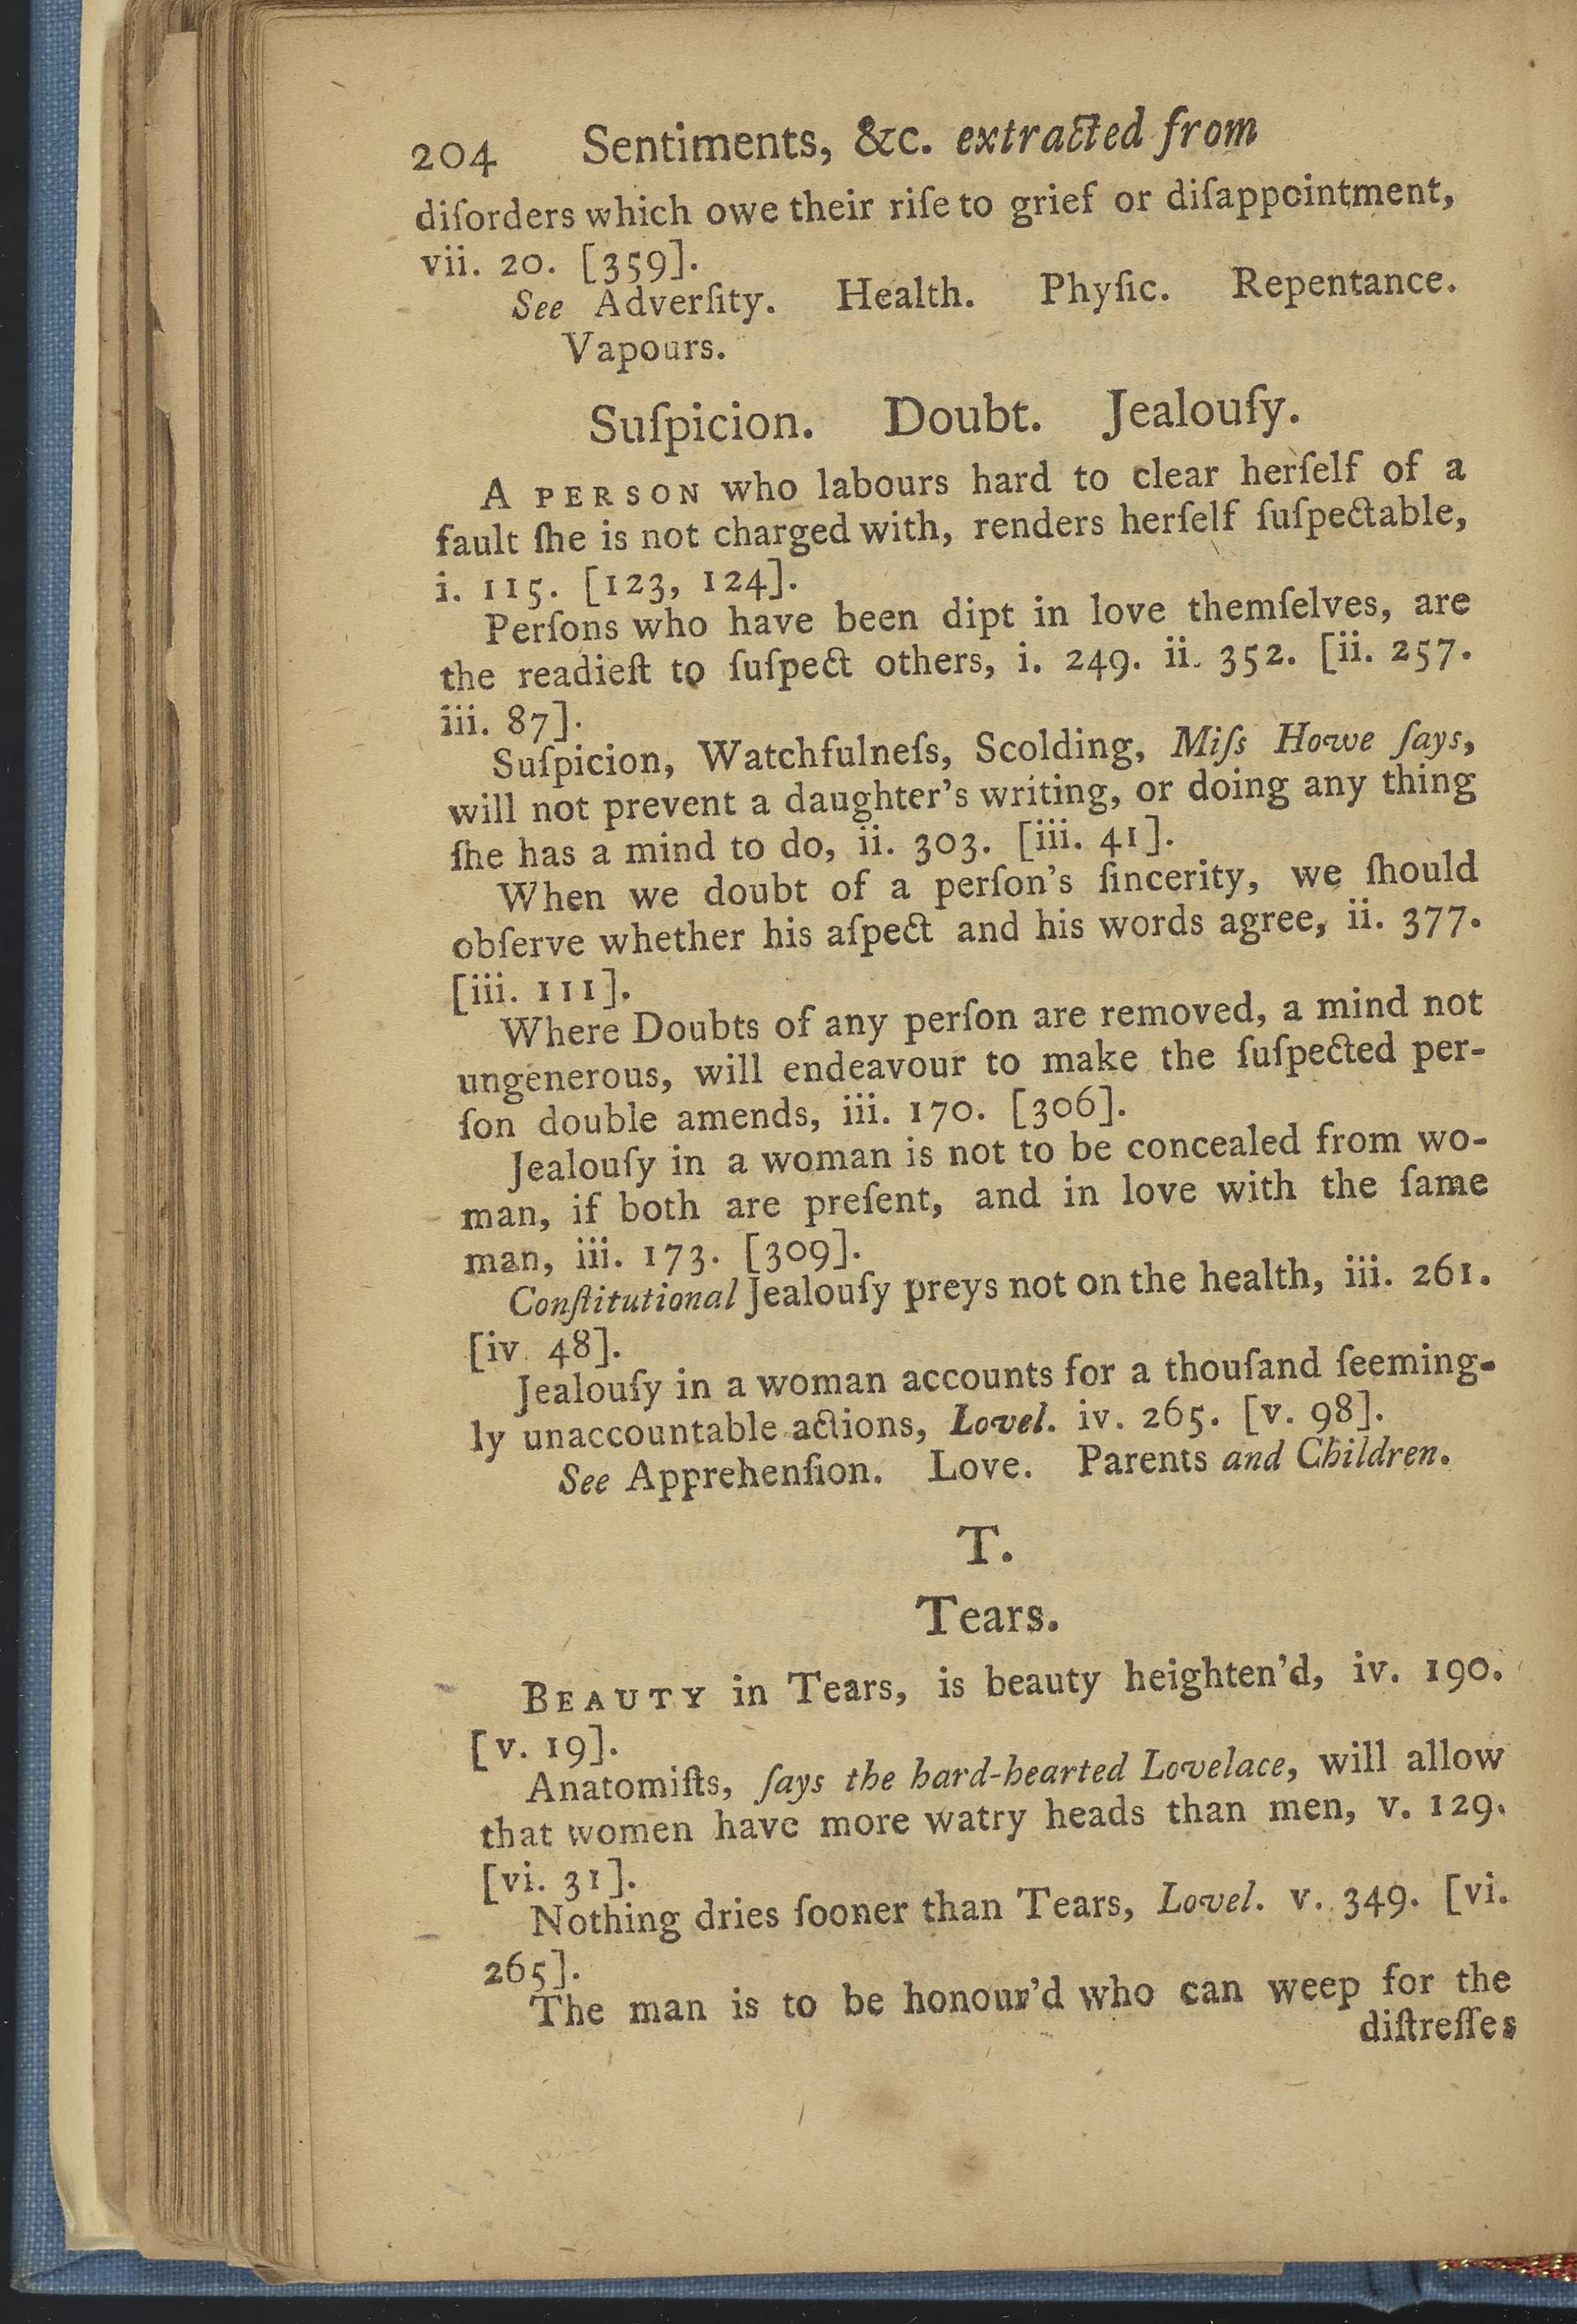 204 Sentiments, &c. extracted from
diſorders which owe their riſe to grief or diſappointment,
vii. 20. [359].
See Adverſity. Health. Phyſic. Repentance.
Vapours.
Suſpicion. Doubt. Jealouſy.
A PERSON who labours hard to clear herſelf of a
fault ſhe is not charged with, renders herſelf ſuſpectable,
i. 115. [123, 124].
Perſons who have been dipt in love themſelves, are
the readieſt to ſuſpect others, i. 249. ii. 352. [ii. 257.
iii. 87].
Suſpicion, Watchfulneſs, Scolding, Miſs Howe ſays,
will not prevent a daughter's writing, or doing any thing
ſhe has a mind to do, ii. 303. [iii. 41].
When we doubt of a perſon's ſincerity, we ſhould
obſerve whether his aſpect and his words agree, ii. 377.
[iii. 111].
Where Doubts of any perſon are removed, a mind not
ungenerous, will endeavour to make the ſuſpected per-
ſon double amends, iii. 170. [306].
Jealouſy in a woman is not to be concealed from wo-
man, if both are preſent, and in love with the ſame
man, iii. 173. [309].
Conſtitutional Jealouſy preys not on the health, iii. 261.
[iv. 48].
Jealouſy in a woman accounts for a thouſand ſeeming-
ly unaccountable actions, Lovel. iv. 265. [v. 98].
See Apprehenſion. Love. Parents and Children.
T.
Tears.
BEAUTY in Tears, is beauty heighten'd, iv. 190.
[v. 19].
Anatomiſts, ſays the hard-hearted Lovelace, will allow
that women have more watry heads than men, v. 129.
[vi. 31].
Nothing dries ſooner than Tears, Lovel. v. 349. [vi.
265].
The man is to be honour'd who can weep for the
diſtreſſes